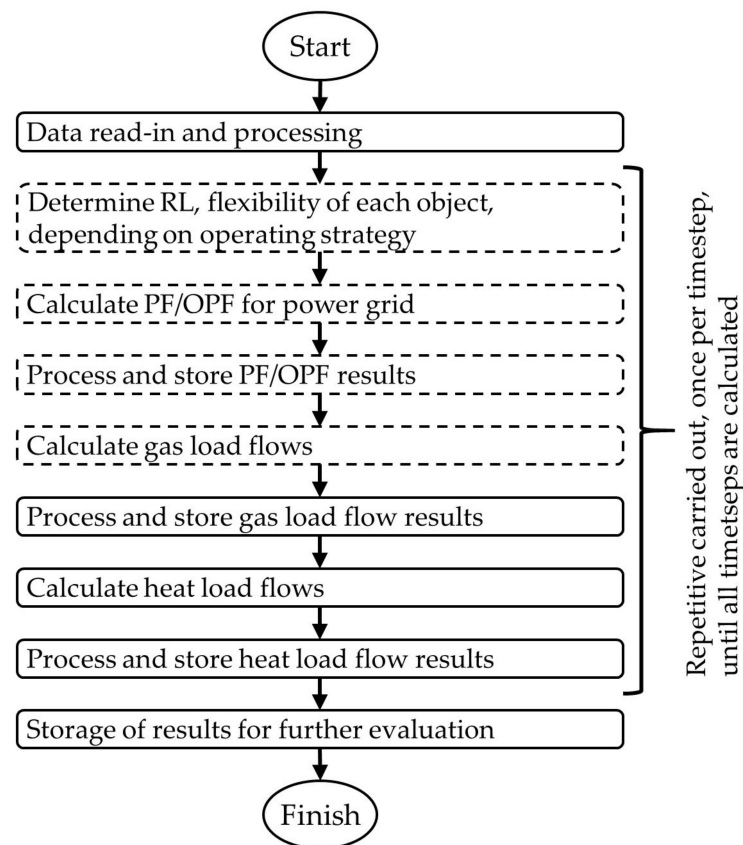 Start
Data read-in and processing
Determine RL, flexibility of each object,
depending on operating strategy
Calculate PF/OPF for power grid
Process and store PF/OPF results
Calculate gas load flows
Process and store gas load flow results
Calculate heat load flows
Process and store heat load flow results
Storage of results for further evaluation
Finish
Repetitive carried out, once per timestep,
until all timetseps are calculated